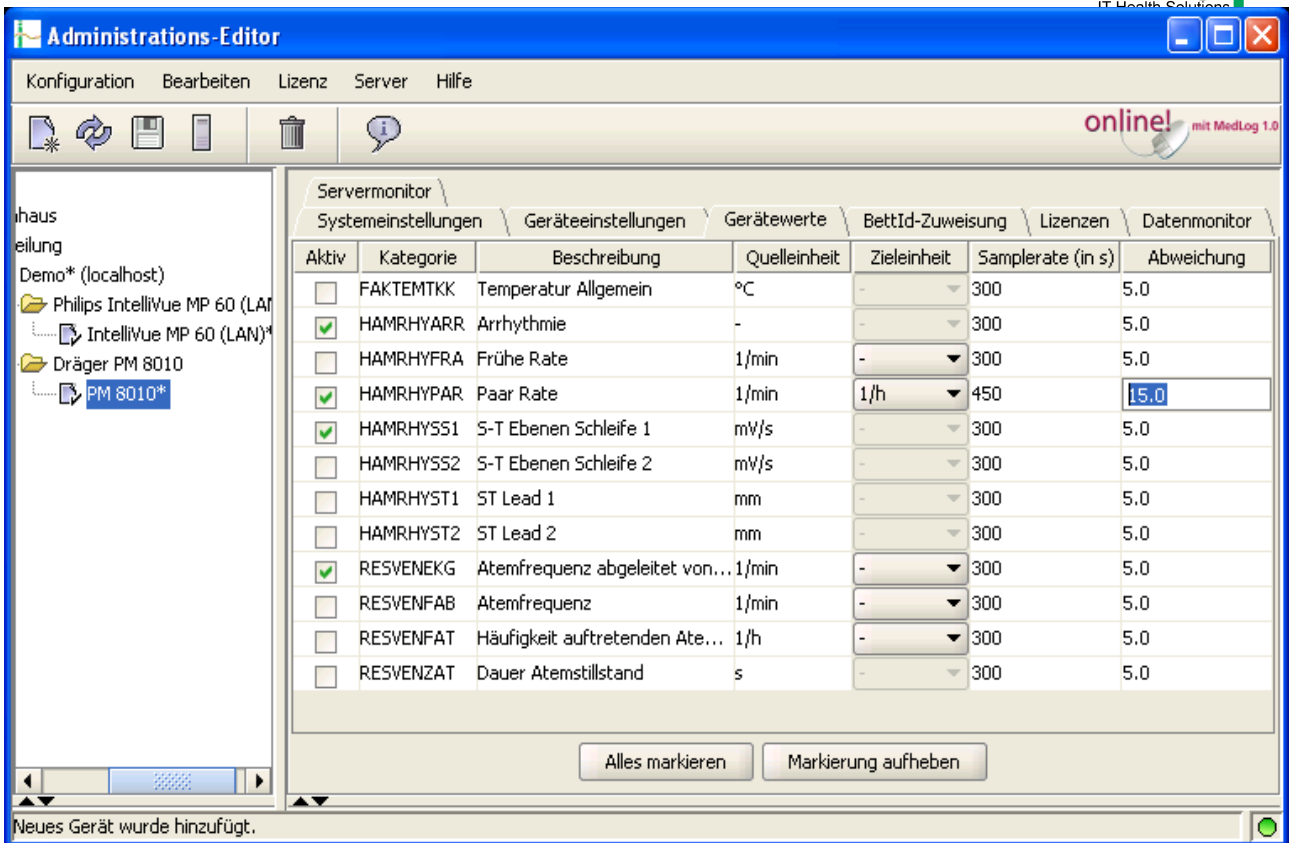 IT Health Solutions
Administrations-Editor
Konfiguration Bearbeiten Lizenz Server Hilfe
online! mit MedLog 1.0
haus
eilung
Demo* (localhost)
Philips IntelliVue MP 60 (LAN
IntelliVue MP 60 (LAN)*
Dräger PM 8010
PM 8010*
Servermonitor
Systemeinstellungen Geräteeinstellungen Gerätewerte BettId-Zuweisung Lizenzen Datenmonitor
Aktiv Kategorie Beschreibung Quelleinheit Zieleinheit Samplerate (in s) Abweichung
FAKTEMTKK Temperatur Allgemein °C - 300 5.0
HAMRHYARR Arrhythmie - - 300 5.0
HAMRHYFRA Frühe Rate 1/min - 300 5.0
HAMRHYPAR Paar Rate 1/min 1/h 450 15.0
HAMRHYSS1 S-T Ebenen Schleife 1 mV/s - 300 5.0
HAMRHYSS2 S-T Ebenen Schleife 2 mV/s - 300 5.0
HAMRHYST1 ST Lead 1 mm - 300 5.0
HAMRHYST2 ST Lead 2 mm - 300 5.0
RESVENEKG Atemfrequenz abgeleitet von... 1/min - 300 5.0
RESVENFAB Atemfrequenz 1/min - 300 5.0
RESVENFAT Häufigkeit auftretenden Ate... 1/h - 300 5.0
RESVENZAT Dauer Atemstillstand s - 300 5.0
Alles markieren Markierung aufheben
Neues Gerät wurde hinzufügt.